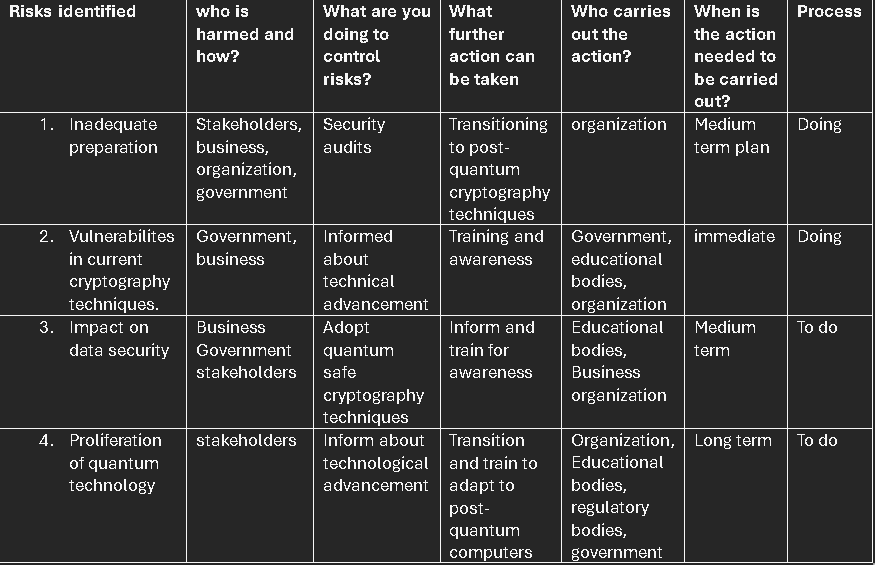 Risks identified
who is
harmed and
how?
What are you
doing to
control
risks?
What
further
action can
be taken
Who carries
out the
action?
When is
the action
needed to
be carried
out?
Process
1. Inadequate
preparation
Stakeholders,
business,
organization,
government
Security
audits
Transitioning
to post-
quantum
cryptography
techniques
organization
Medium
term plan
Doing
2. Vulnerabilites
in current
cryptography
techniques.
Government,
business
Informed
about
technical
advancement
Training and
awareness
Government,
educational
bodies,
organization
immediate
Doing
3. Impact on
data security
Business
Government
stakeholders
Adopt
quantum
safe
cryptography
techniques
Inform and
train for
awareness
Educational
bodies,
Business
organization
Medium
term
To do
4. Proliferation
of quantum
technology
stakeholders
Inform about
technological
advancement
Transition
and train to
adapt to
post-
quantum
computers
Organization,
Educational
bodies,
regulatory
bodies,
government
Long term
To do